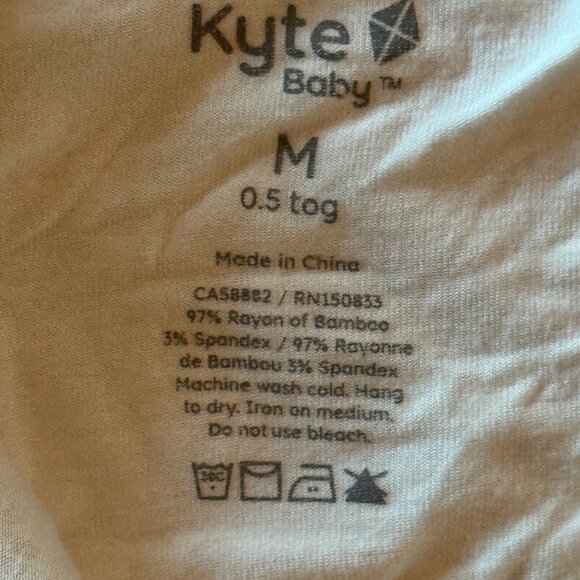 Kyte
Baby™
M
0.5 tog
Made in China
CA58882 / RN150833
97% Rayon of Bamboo
3% Spandex / 97% Rayonne
de Bambou 3% Spandex
Machine wash cold. Hang
to dry. Iron on medium.
Do not use bleach.
30C